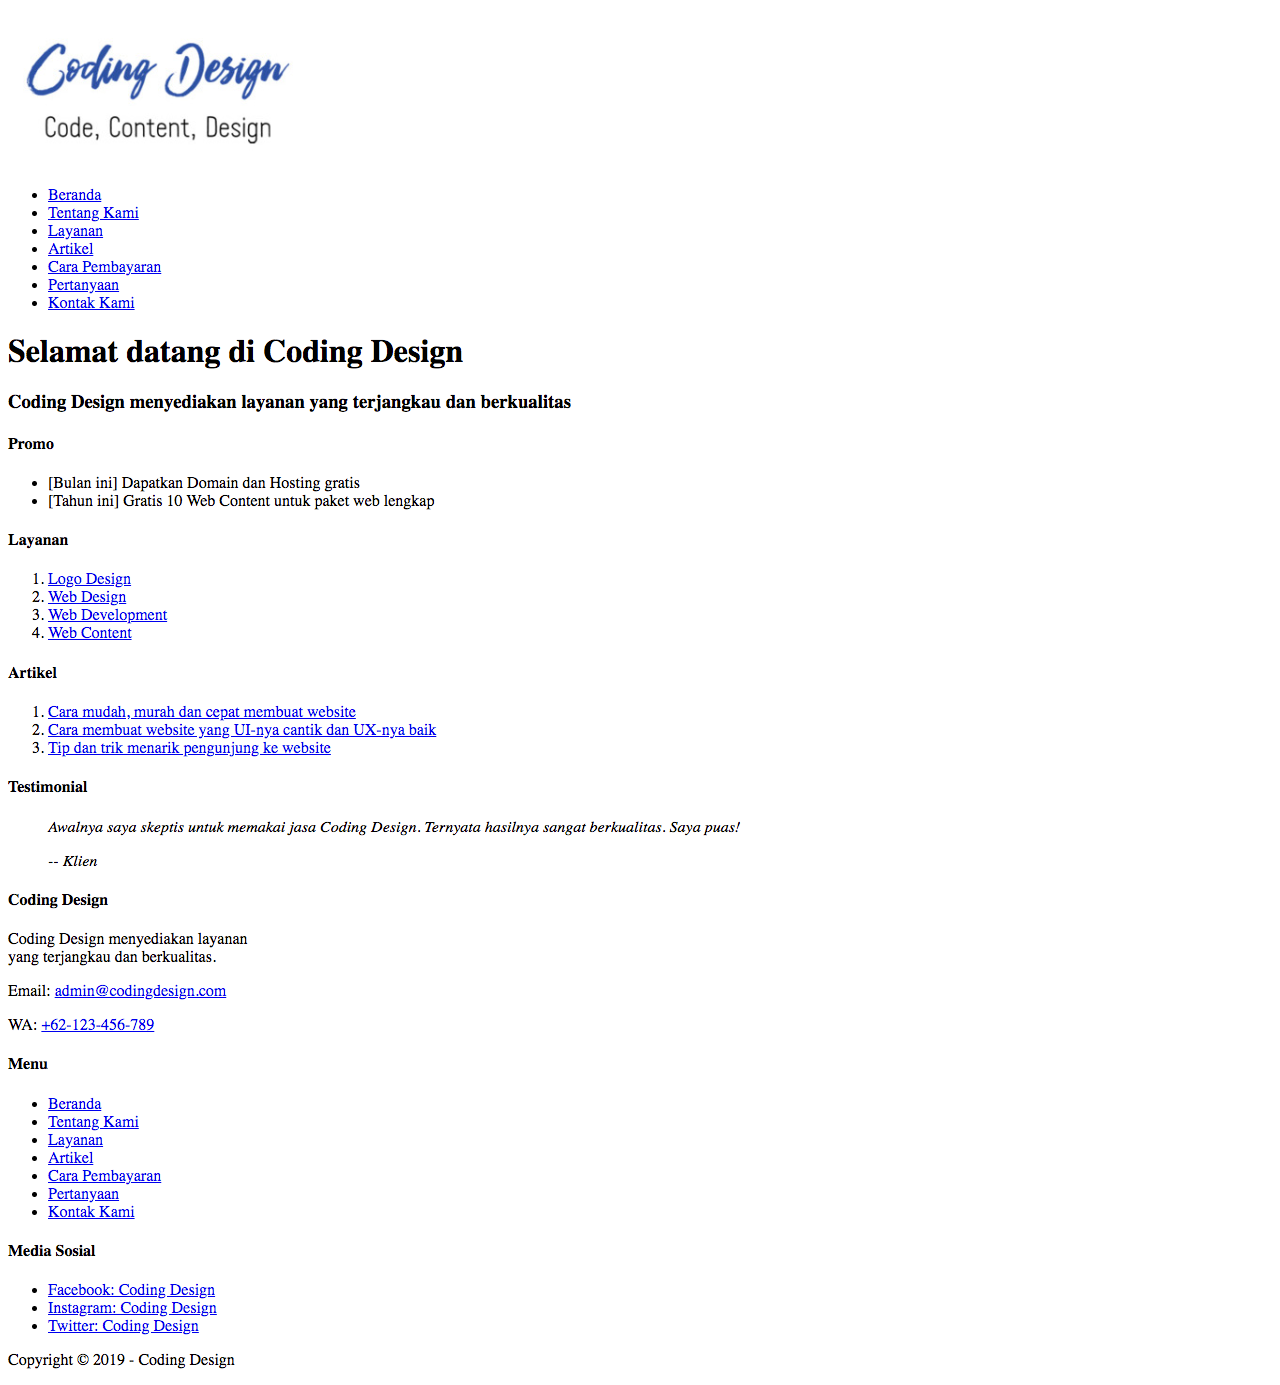 Coding Design
Code, Content, Design
Beranda
Tentang Kami
Layanan
Artikel
Cara Pembayaran
Pertanyaan
Kontak Kami
Selamat datang di Coding Design
Coding Design menyediakan layanan yang terjangkau dan berkualitas
Promo
[Bulan ini] Dapatkan Domain dan Hosting gratis
[Tahun ini] Gratis 10 Web Content untuk paket web lengkap
Layanan
1. Logo Design
2. Web Design
3. Web Development
4. Web Content
Artikel
1. Cara mudah, murah dan cepat membuat website
2. Cara membuat website yang UI-nya cantik dan UX-nya baik
3. Tip dan trik menarik pengunjung ke website
Testimonial
Awalnya saya skeptis untuk memakai jasa Coding Design. Ternyata hasilnya sangat berkualitas. Saya puas!
-- Klien
Coding Design
Coding Design menyediakan layanan
yang terjangkau dan berkualitas.
Email: admin@codingdesign.com
WA: +62-123-456-789
Menu
Beranda
Tentang Kami
Layanan
Artikel
Cara Pembayaran
Pertanyaan
Kontak Kami
Media Sosial
Facebook: Coding Design
Instagram: Coding Design
Twitter: Coding Design
Copyright © 2019 - Coding Design